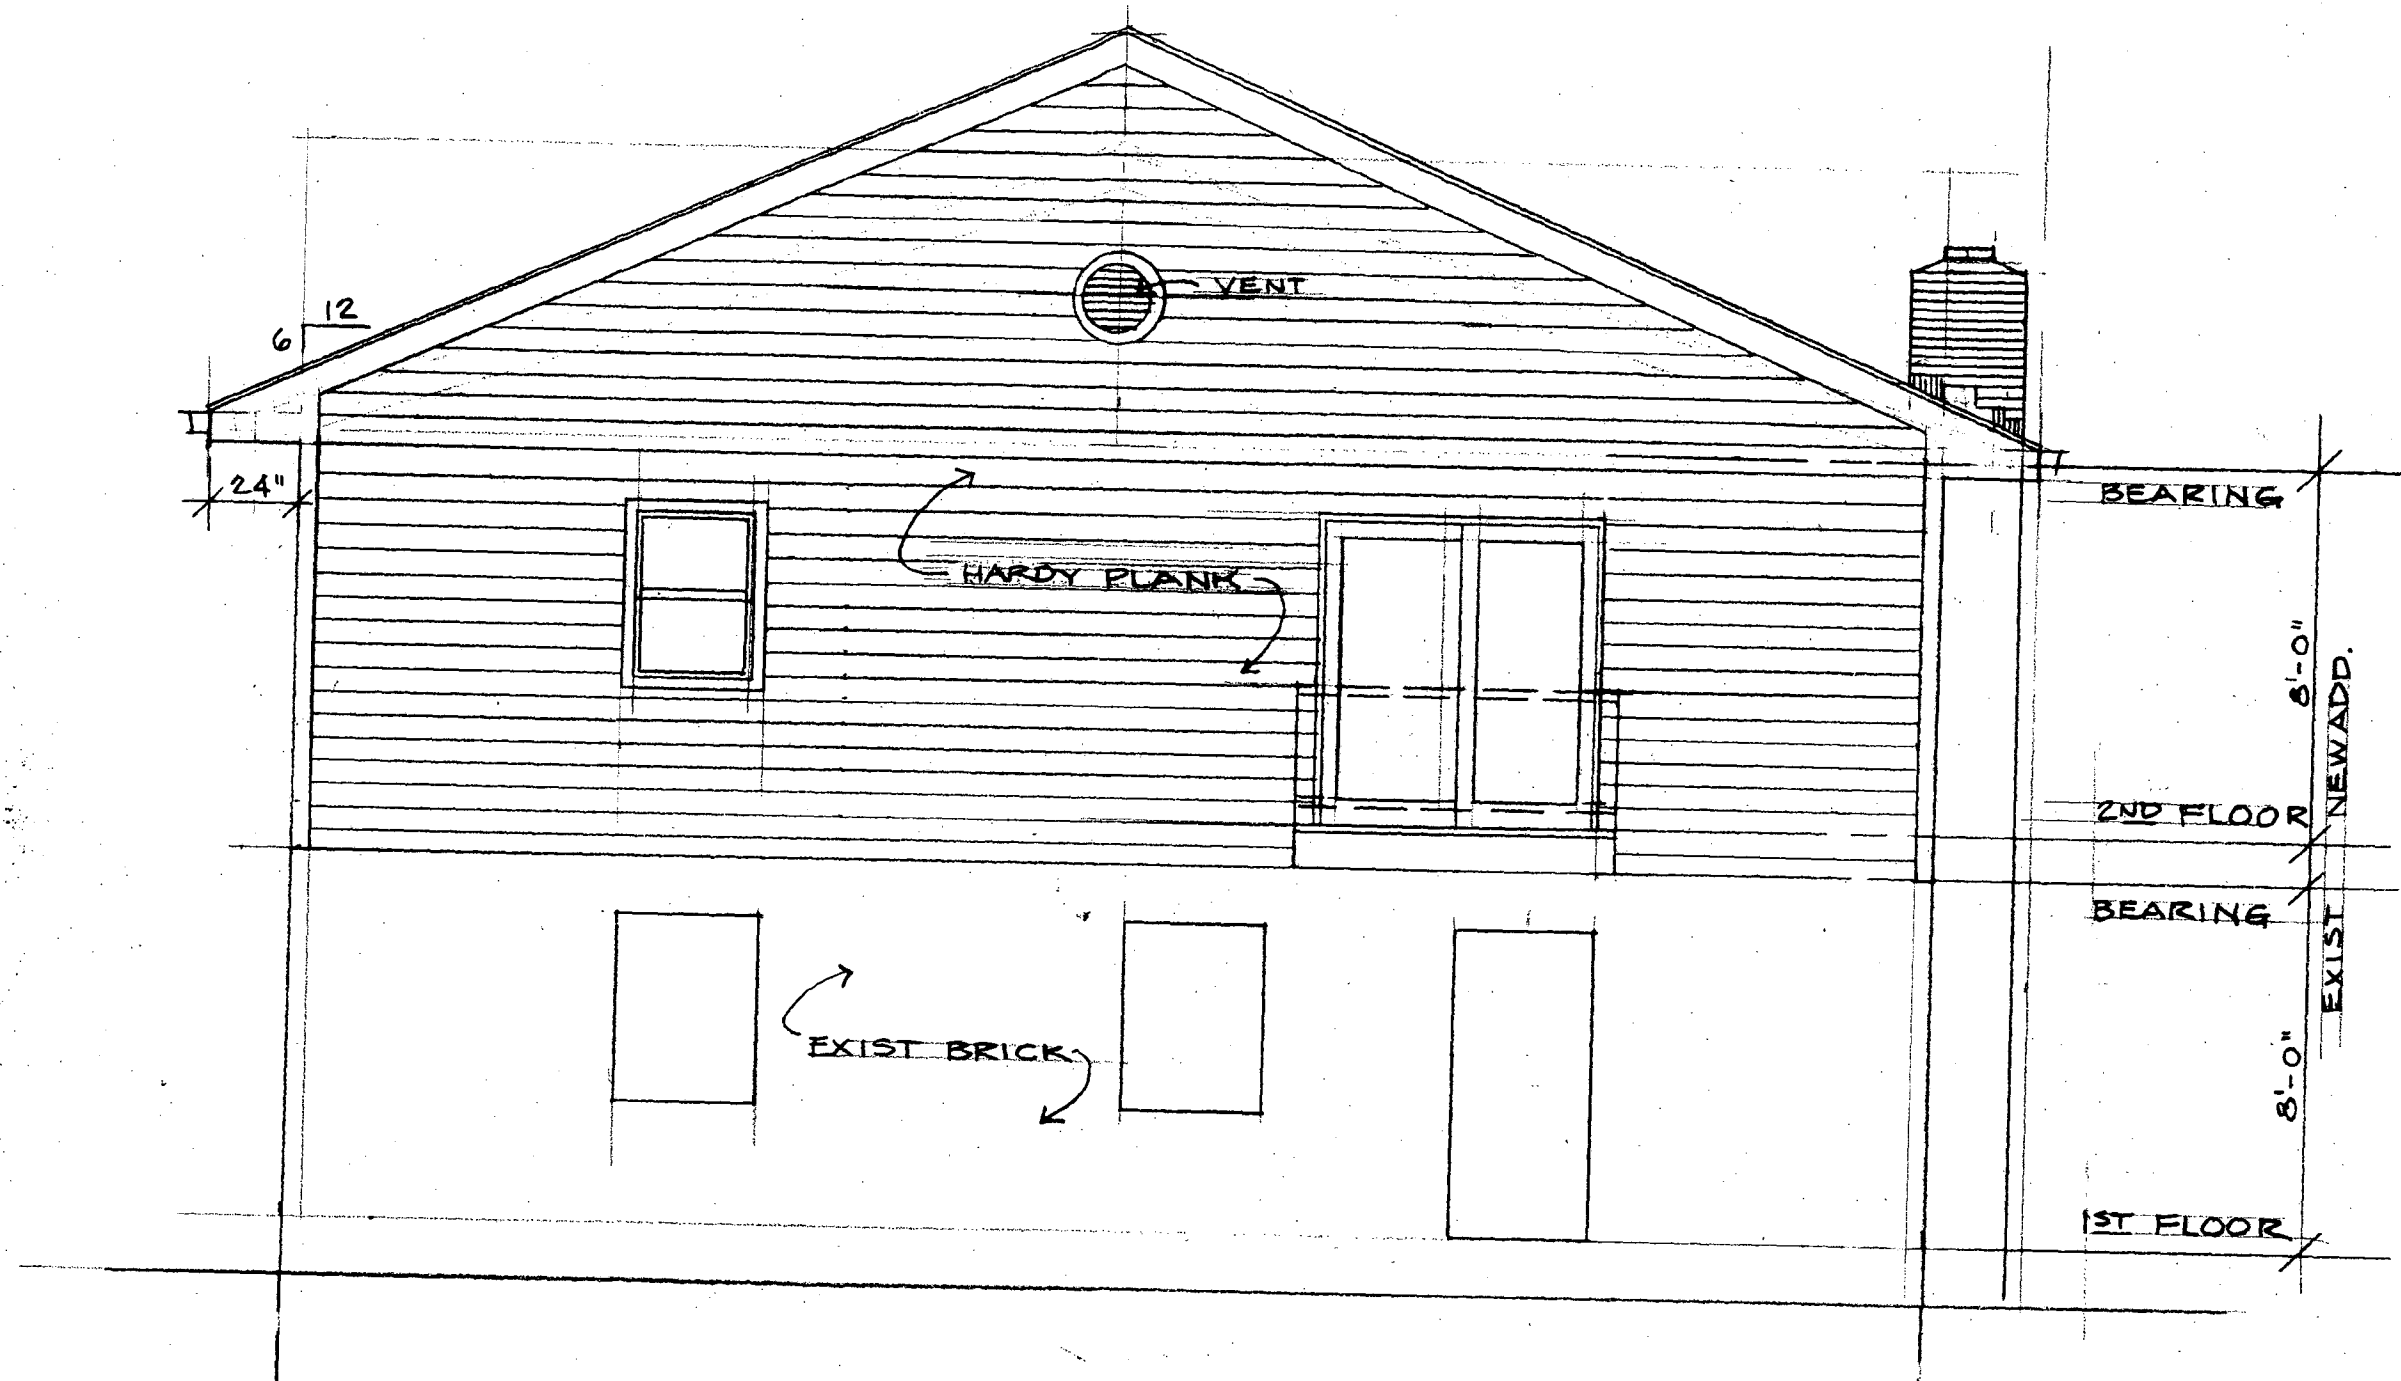 VENT
12
6
24"
BEARING
HARDY PLANK
8'-0"
NEW ADD.
2ND FLOOR
BEARING
EXIST
EXIST BRICK
8'-0"
1ST FLOOR